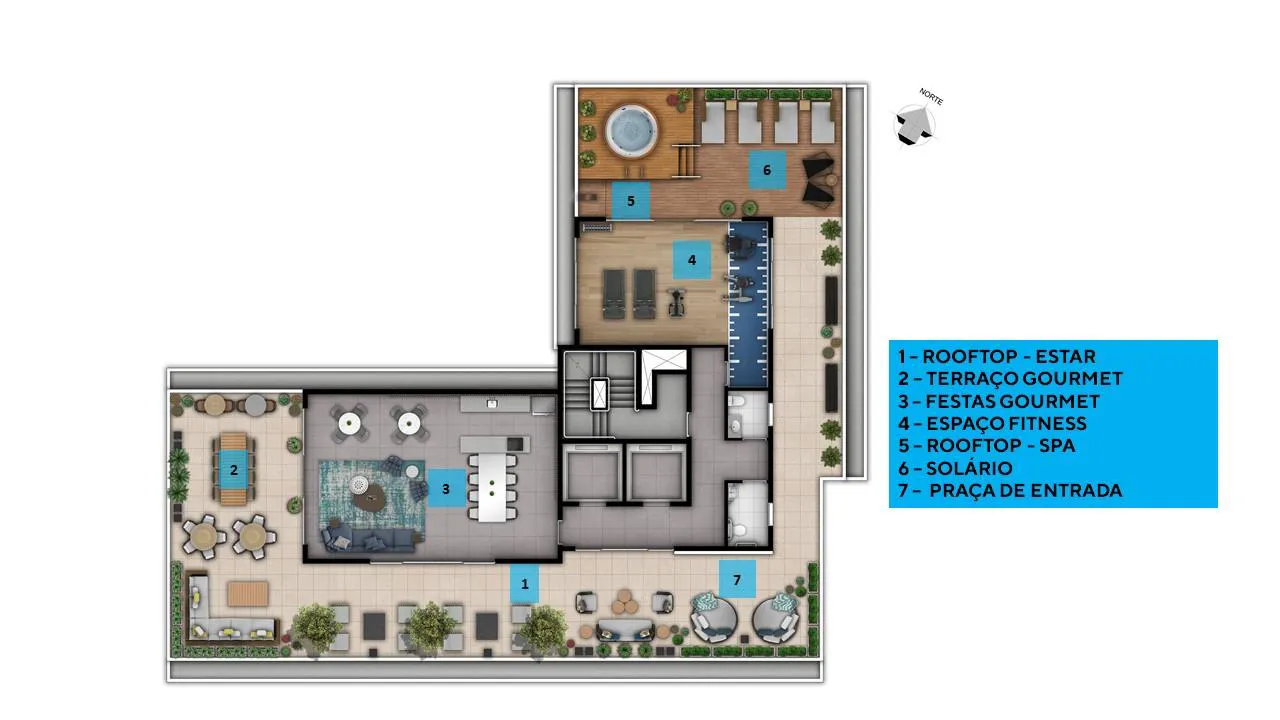 NORTE
6
5
4
2
3
1
7
1 – ROOFTOP - ESTAR
2 – TERRAÇO GOURMET
3 – FESTAS GOURMET
4 – ESPAÇO FITNESS
5 – ROOFTOP - SPA
6 – SOLÁRIO
7 – PRAÇA DE ENTRADA